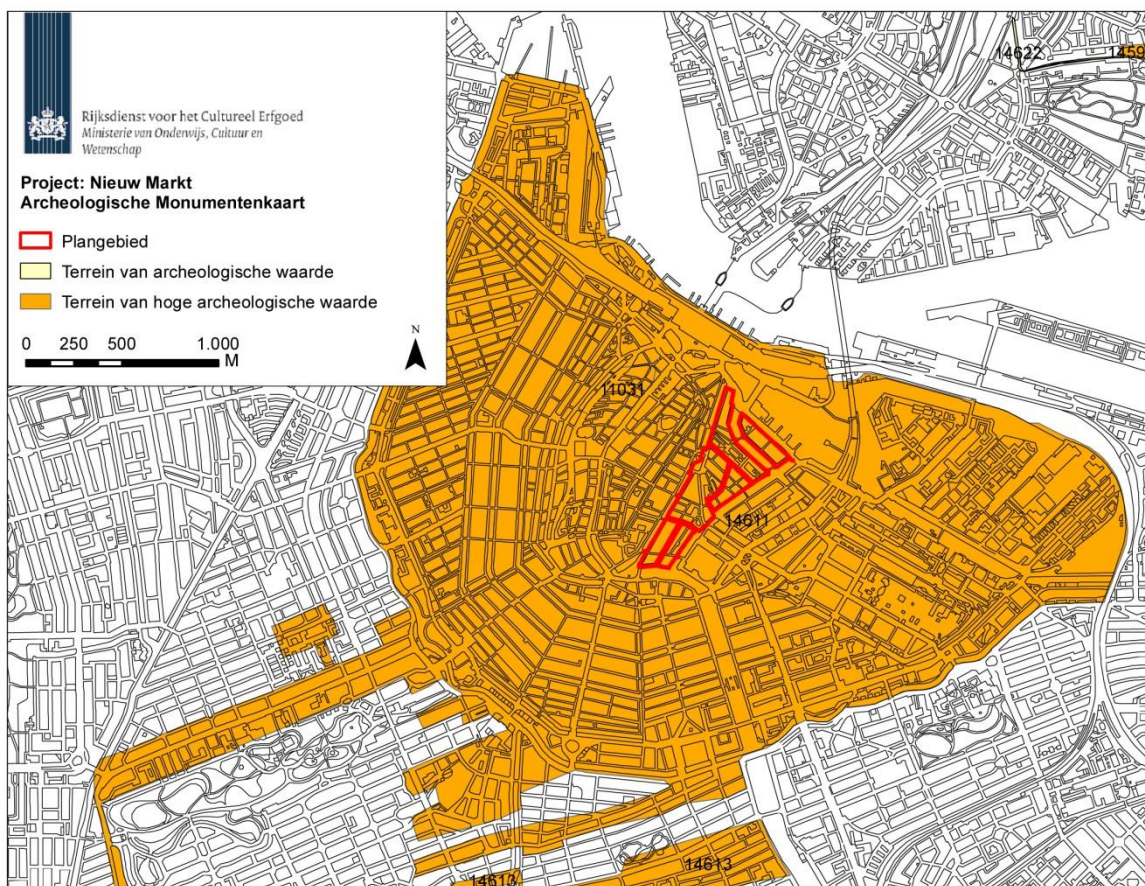 Rijksdienst voor het Cultureel Erfgoed
Ministerie van Onderwijs, Cultuur en
Wetenschap
Project: Nieuw Markt
Archeologische Monumentenkaart
Plangebied
Terrein van archeologische waarde
Terrein van hoge archeologische waarde
0 250 500 1.000
M
N
14622
1459
11031
14611
14613
14613